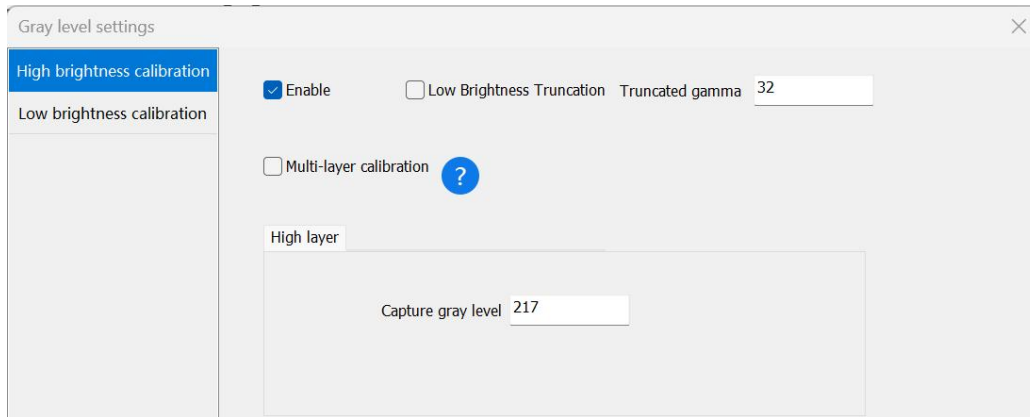 Gray level settings
High brightness calibration
Low brightness calibration
Enable
Low Brightness Truncation
Truncated gamma
32
Multi-layer calibration
?
High layer
Capture gray level
217